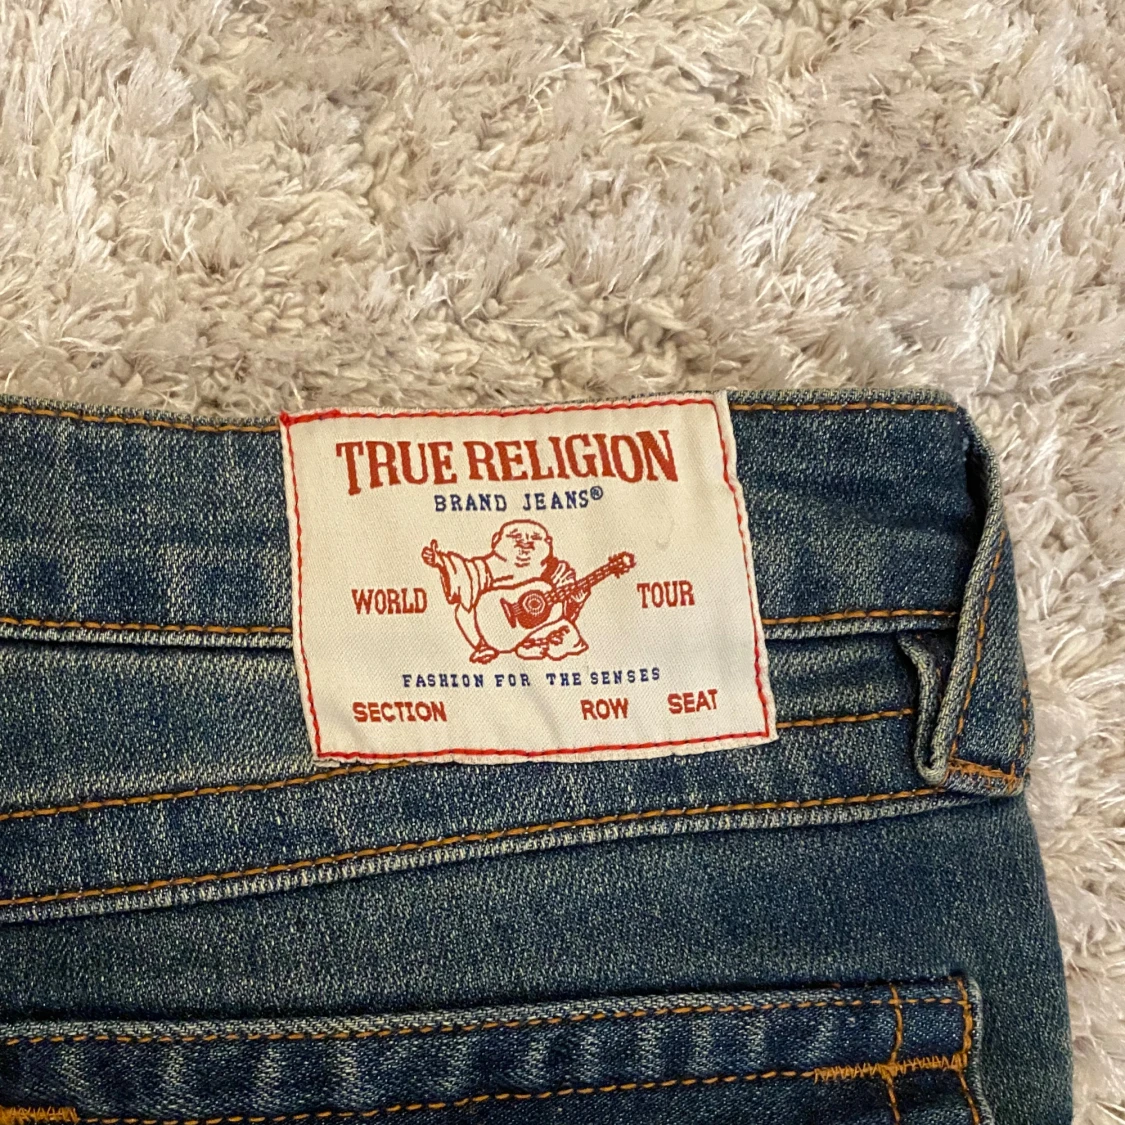 TRUE RELIGION
BRAND JEANS®
WORLD TOUR
FASHION FOR THE SENSES
SECTION ROW SEAT